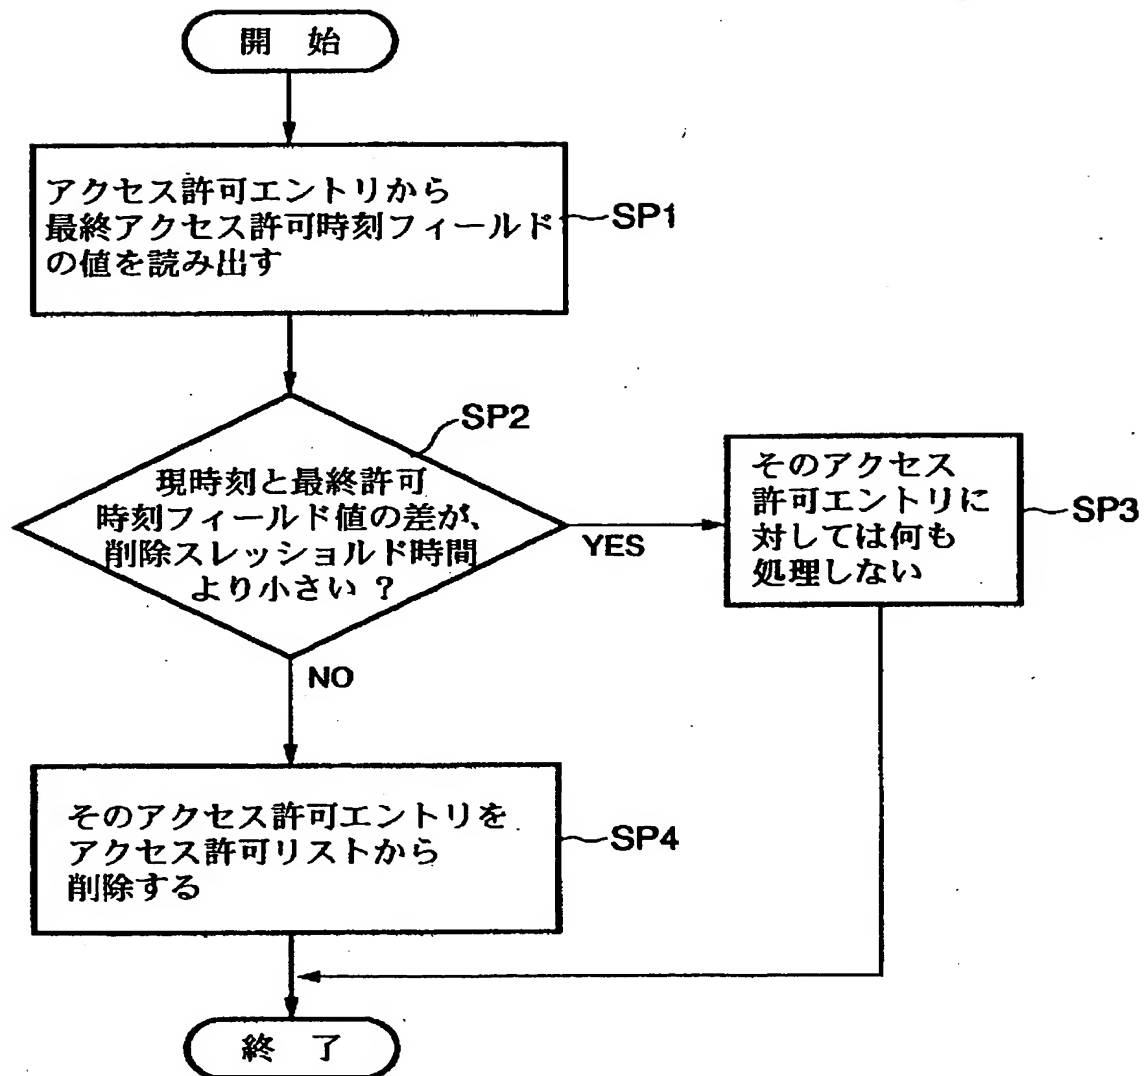 開 始
アクセス許可エントリから
最終アクセス許可時刻フィールド
の値を読み出す
SP1
SP2
現時刻と最終許可
時刻フィールド値の差が、
削除スレッショルド時間
より小さい ?
YES
そのアクセス
許可エントリに
対しては何も
処理しない
SP3
NO
そのアクセス許可エントリを
アクセス許可リストから
削除する
SP4
終 了